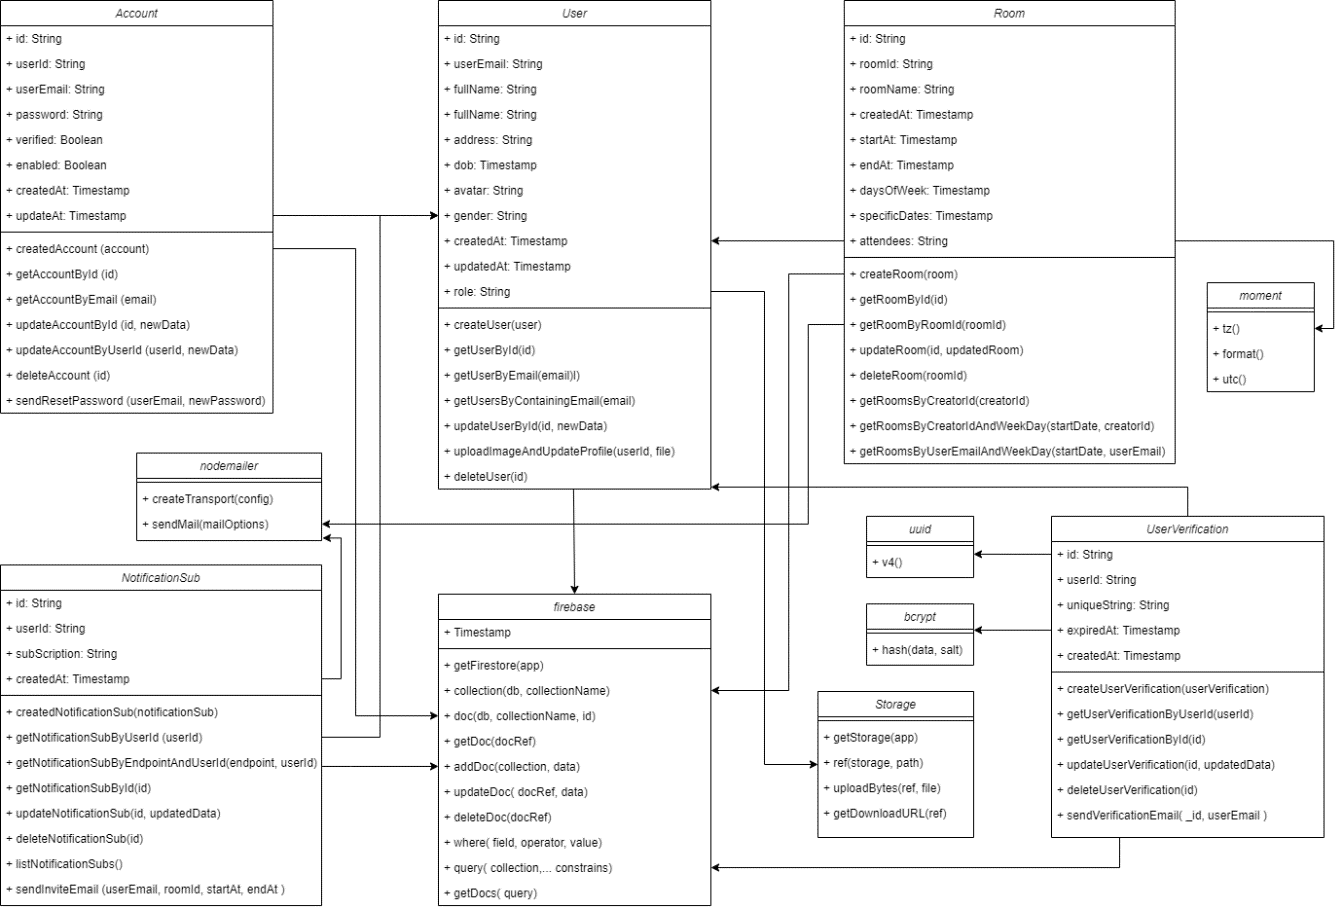 Account
+ id: String
+ userId: String
+ userEmail: String
+ password: String
+ verified: Boolean
+ enabled: Boolean
+ createdAt: Timestamp
+ updateAt: Timestamp
+ createdAccount (account)
+ getAccountById (id)
+ getAccountByEmail (email)
+ updateAccountById (id, newData)
+ updateAccountByUserId (userId, newData)
+ deleteAccount (id)
+ sendResetPassword (userEmail, newPassword)
User
+ id: String
+ userEmail: String
+ fullName: String
+ fullName: String
+ address: String
+ dob: Timestamp
+ avatar: String
+ gender: String
+ createdAt: Timestamp
+ updatedAt: Timestamp
+ role: String
+ createUser(user)
+ getUserById(id)
+ getUserByEmail(email)l)
+ getUsersByContainingEmail(email)
+ updateUserById(id, newData)
+ uploadImageAndUpdateProfile(userId, file)
+ deleteUser(id)
Room
+ id: String
+ roomId: String
+ roomName: String
+ createdAt: Timestamp
+ startAt: Timestamp
+ endAt: Timestamp
+ daysOfWeek: Timestamp
+ specificDates: Timestamp
+ attendees: String
+ createRoom(room)
+ getRoomById(id)
+ getRoomByRoomId(roomId)
+ updateRoom(id, updatedRoom)
+ deleteRoom(roomId)
+ getRoomsByCreatorId(creatorId)
+ getRoomsByCreatorIdAndWeekDay(startDate, creatorId)
+ getRoomsByUserEmailAndWeekDay(startDate, userEmail)
moment
+ tz()
+ format()
+ utc()
nodemailer
+ createTransport(config)
+ sendMail(mailOptions)
NotificationSub
+ id: String
+ userId: String
+ subScription: String
+ createdAt: Timestamp
+ createdNotificationSub(notificationSub)
+ getNotificationSubByUserId (userId)
+ getNotificationSubByEndpointAndUserId(endpoint, userId)
+ getNotificationSubById(id)
+ updateNotificationSub(id, updatedData)
+ deleteNotificationSub(id)
+ listNotificationSubs()
+ sendInviteEmail (userEmail, roomId, startAt, endAt )
firebase
+ Timestamp
+ getFirestore(app)
+ collection(db, collectionName)
+ doc(db, collectionName, id)
+ getDoc(docRef)
+ addDoc(collection, data)
+ updateDoc( docRef, data)
+ deleteDoc(docRef)
+ where( field, operator, value)
+ query( collection,... constrains)
+ getDocs( query)
uuid
+ v4()
bcrypt
+ hash(data, salt)
Storage
+ getStorage(app)
+ ref(storage, path)
+ uploadBytes(ref, file)
+ getDownloadURL(ref)
UserVerification
+ id: String
+ userId: String
+ uniqueString: String
+ expiredAt: Timestamp
+ createdAt: Timestamp
+ createUserVerification(userVerification)
+ getUserVerificationByUserId(userId)
+ getUserVerificationById(id)
+ updateUserVerification(id, updatedData)
+ deleteUserVerification(id)
+ sendVerificationEmail( _id, userEmail )